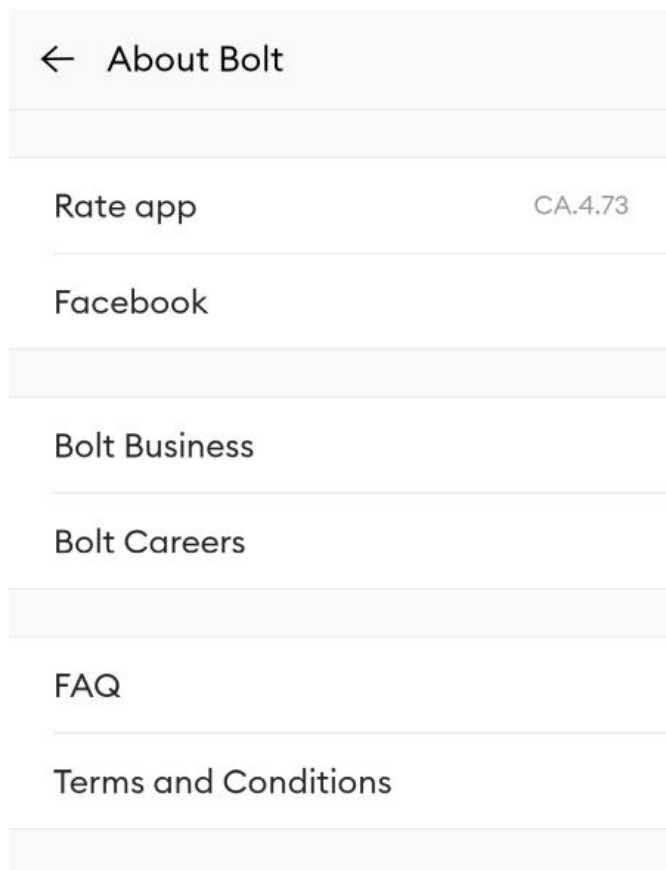 ← About Bolt
Rate app CA.4.73
Facebook
Bolt Business
Bolt Careers
FAQ
Terms and Conditions